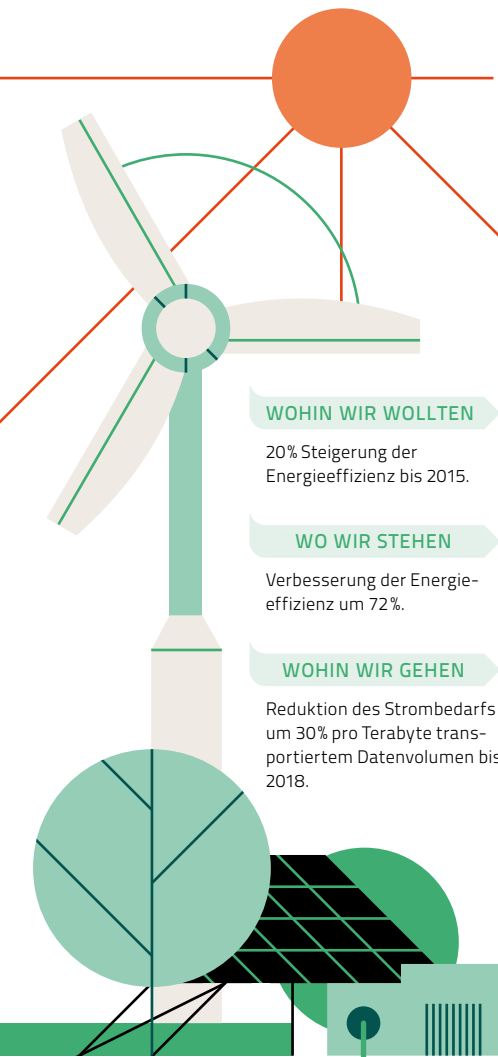 WOHIN WIR WOLLTEN
20% Steigerung der
Energieeffizienz bis 2015.
WO WIR STEHEN
Verbesserung der Energie-
effizienz um 72%.
WOHIN WIR GEHEN
Reduktion des Strombedarfs
um 30% pro Terabyte trans-
portiertem Datenvolumen bis
2018.